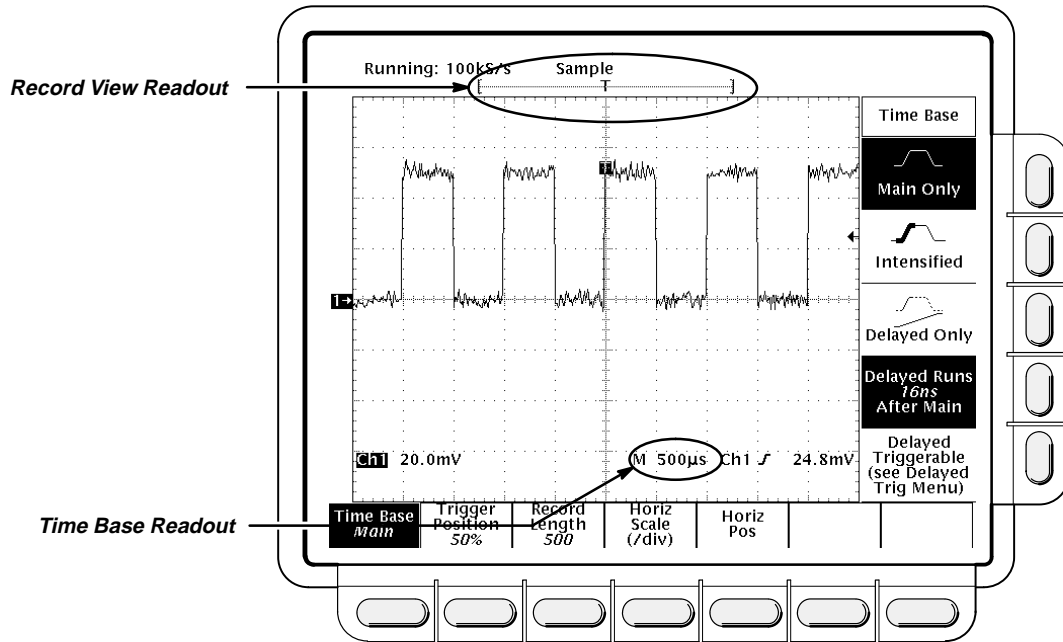 Record View Readout
Running: 100kS/s Sample
[ T ]
T
1→
Ch1 20.0mV M 500µs Ch1 24.8mV
Time Base
Main Only
Intensified
Delayed Only
Delayed Runs
16ns
After Main
Delayed
Triggerable
(see Delayed
Trig Menu)
Time Base Readout
Time Base
Main
Trigger
Position
50%
Record
Length
500
Horiz
Scale
(/div)
Horiz
Pos